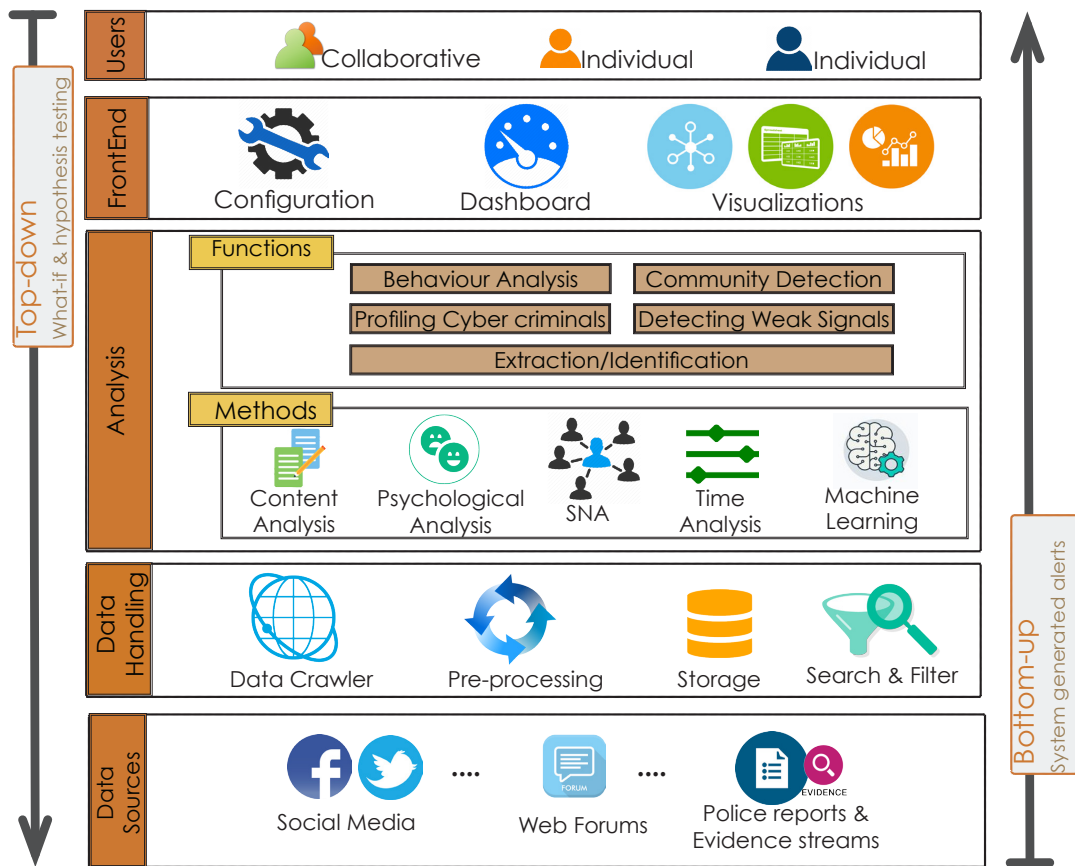 Users
Collaborative
Individual
Individual
Top-down
What-if & hypothesis testing
FrontEnd
Configuration
Dashboard
Visualizations
Analysis
Functions
Behaviour Analysis
Community Detection
Profiling Cyber criminals
Detecting Weak Signals
Extraction/Identification
Methods
Content
Analysis
Psychological
Analysis
SNA
Time
Analysis
Machine
Learning
Data
Handling
Data Crawler
Pre-processing
Storage
Search & Filter
Bottom-up
System generated alerts
Data
Sources
f
Social Media
....
FORUM
Web Forums
....
EVIDENCE
Police reports &
Evidence streams